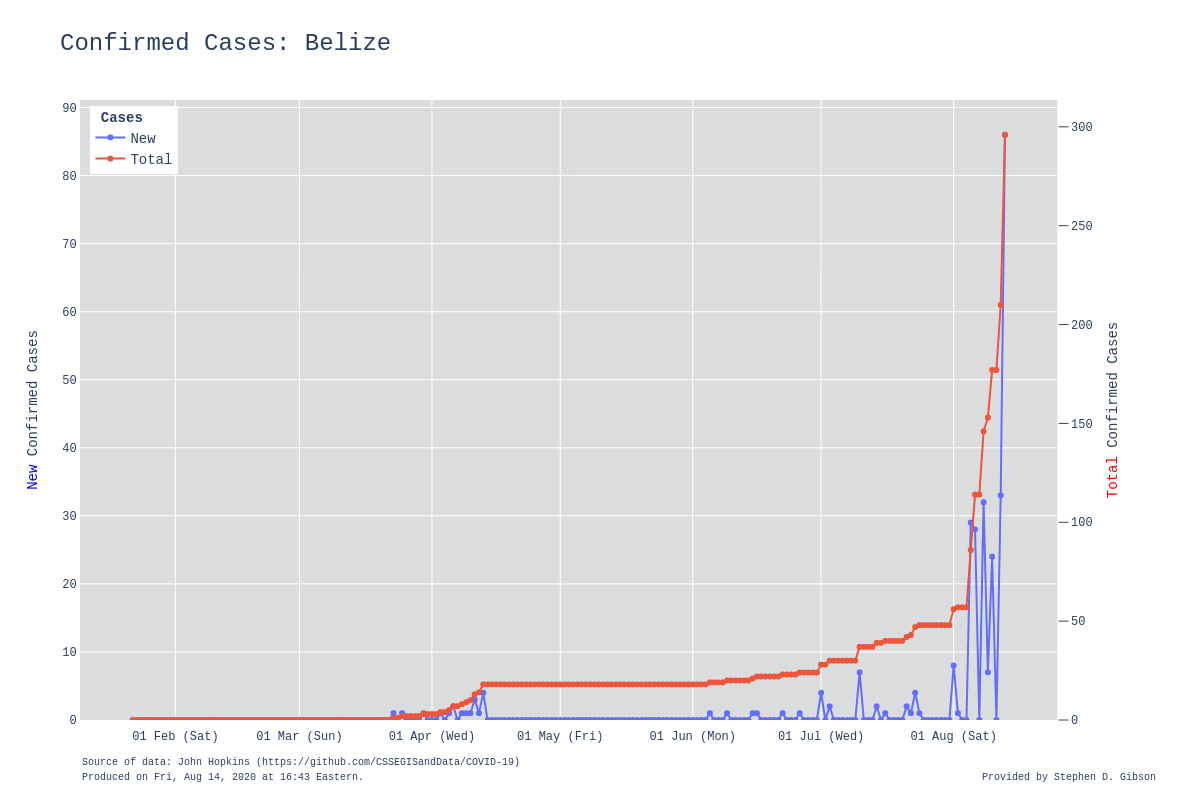 Confirmed Cases: Belize
Cases
New
Total
90
80
70
60
50
40
30
20
10
0
300
250
200
150
100
50
0
New Confirmed Cases
Total Confirmed Cases
01 Feb (Sat)
01 Mar (Sun)
01 Apr (Wed)
01 May (Fri)
01 Jun (Mon)
01 Jul (Wed)
01 Aug (Sat)
Source of data: John Hopkins (https://github.com/CSSEGISandData/COVID-19)
Produced on Fri, Aug 14, 2020 at 16:43 Eastern.
Provided by Stephen D. Gibson